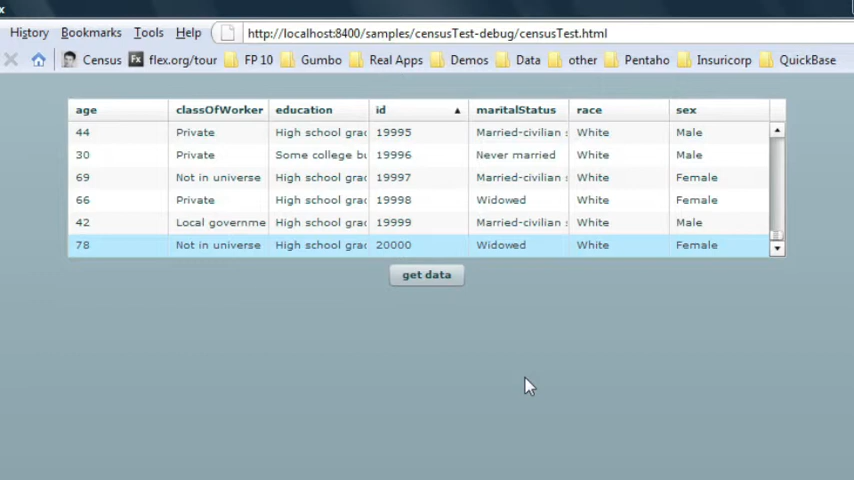 x
History Bookmarks Tools Help http://localhost:8400/samples/censusTest-debug/censusTest.html
Census Fx flex.org/tour FP 10 Gumbo Real Apps Demos Data other Pentaho Insuricorp QuickBase
age classOfWorker education id maritalStatus race sex
44 Private High school grad 19995 Married-civilian s White Male
30 Private Some college bu 19996 Never married White Male
69 Not in universe High school grad 19997 Married-civilian s White Female
66 Private High school grad 19998 Widowed White Female
42 Local governme High school grad 19999 Married-civilian s White Male
78 Not in universe High school grad 20000 Widowed White Female
get data